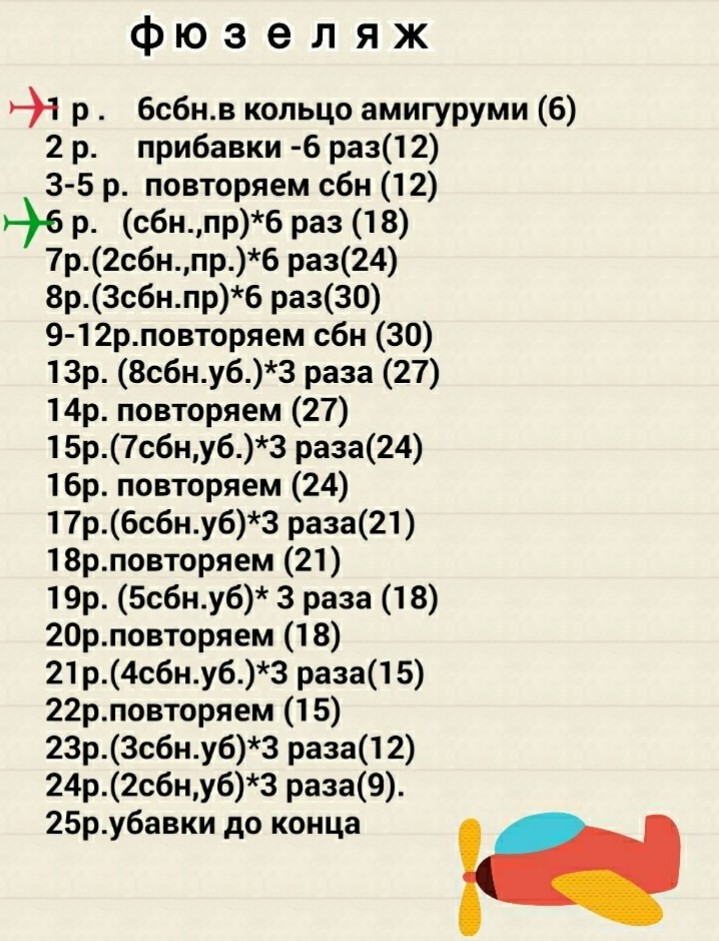 фюзеляж
1 р. 6сбн.в кольцо амигуруми (6)
2 р. прибавки -6 раз(12)
3-5 р. повторяем сбн (12)
6 р. (сбн.,пр)*6 раз (18)
7р.(2сбн.,пр.)*6 раз(24)
8р.(3сбн.пр)*6 раз(30)
9-12р.повторяем сбн (30)
13р. (8сбн.уб.)*3 раза (27)
14р. повторяем (27)
15р.(7сбн,уб.)*3 раза(24)
16р. повторяем (24)
17р.(6сбн.уб)*3 раза(21)
18р.повторяем (21)
19р. (5сбн.уб)* 3 раза (18)
20р.повторяем (18)
21р.(4сбн.уб.)*3 раза(15)
22р.повторяем (15)
23р.(3сбн.уб)*3 раза(12)
24р.(2сбн,уб)*3 раза(9).
25р.убавки до конца